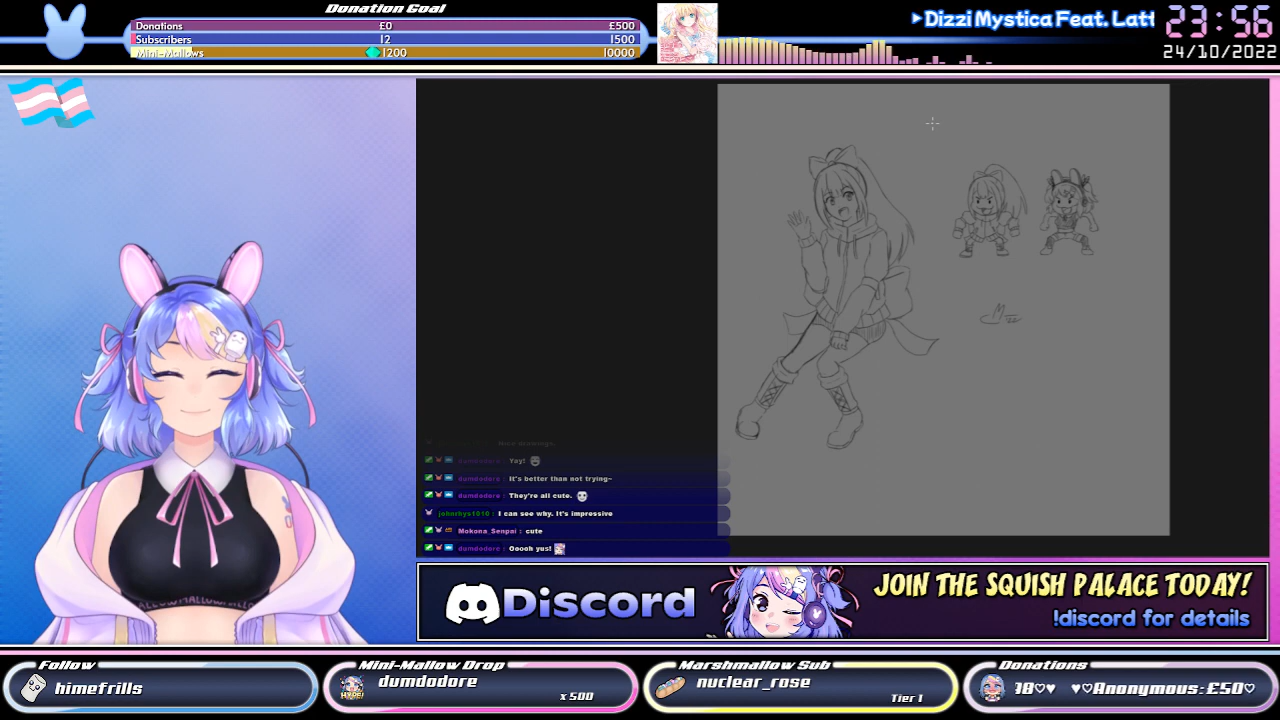 Donation Goal
Donations £0 £500
Subscribers 12 1500
Mini-Mallows 1200 10000
Dizzi Mystica Feat. Latt
23:56
24/10/2022
dumdodore: Yay!
dumdodore: It's better than not trying~
dumdodore: They're all cute.
johnrhys1010: I can see why. It's impressive
Mokona_Senpai: cute
dumdodore: Ooooh yus!
Discord
JOIN THE SQUISH PALACE TODAY!
!discord for details
Follow
himefrills
Mini-Mallow Drop
dumdodore
x 500
Marshmallow Sub
nuclear_rose
Tier 1
Donations
18♡♥ ♥♡Anonymous: £50♡